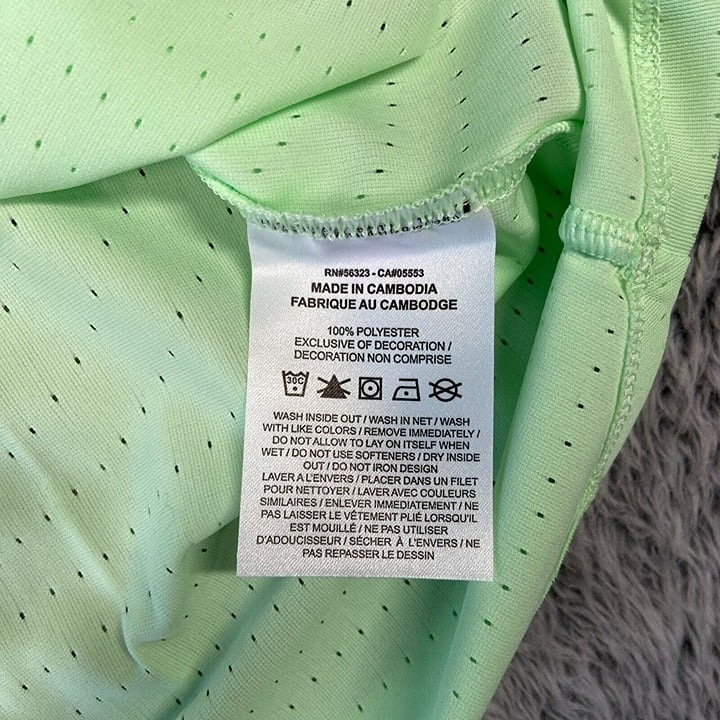 RN#56323 - CA#05553
MADE IN CAMBODIA
FABRIQUE AU CAMBODGE
100% POLYESTER
EXCLUSIVE OF DECORATION /
DECORATION NON COMPRISE
30C
WASH INSIDE OUT / WASH IN NET / WASH
WITH LIKE COLORS / REMOVE IMMEDIATELY /
DO NOT ALLOW TO LAY ON ITSELF WHEN
WET / DO NOT USE SOFTENERS / DRY INSIDE
OUT / DO NOT IRON DESIGN
LAVER A L'ENVERS / PLACER DANS UN FILET
POUR NETTOYER / LAVER AVEC COULEURS
SIMILAIRES / ENLEVER IMMEDIATEMENT / NE
PAS LAISSER LE VÊTEMENT PLIÉ LORSQU'IL
EST MOUILLÉ / NE PAS UTILISER
D'ADOUCISSEUR / SÉCHER À L'ENVERS / NE
PAS REPASSER LE DESSIN